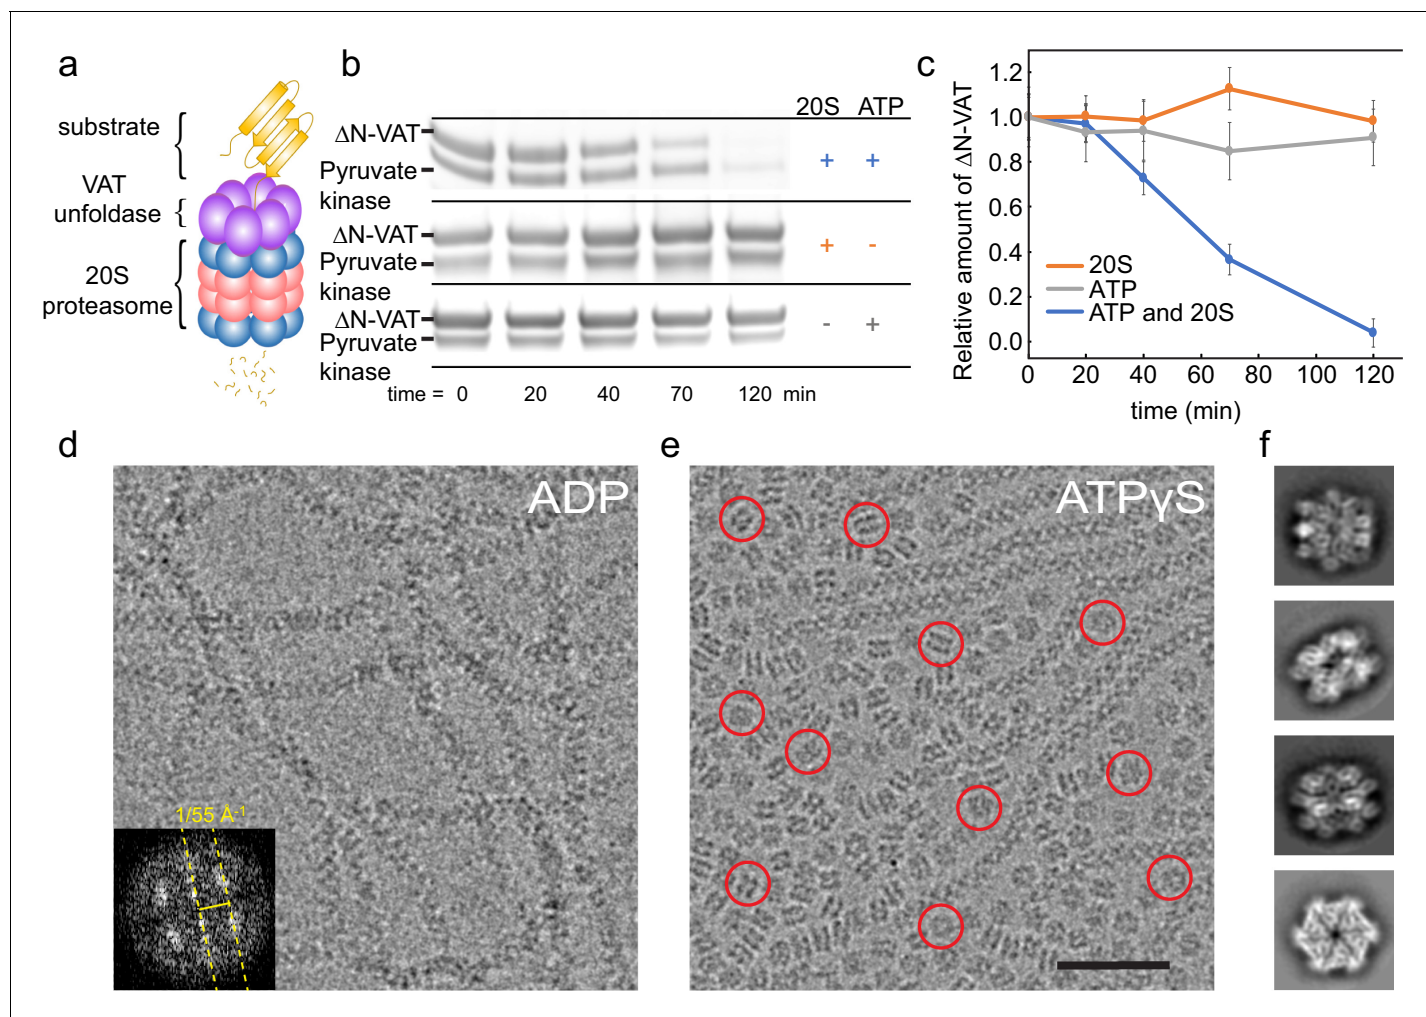 a
substrate
VAT
unfoldase
20S
proteasome
b
20S ATP
ΔN-VAT
Pyruvate
kinase
+ +
ΔN-VAT
Pyruvate
kinase
+ -
ΔN-VAT
Pyruvate
kinase
- +
time = 0 20 40 70 120 min
c
Relative amount of ΔN-VAT
1.2
1.0
0.8
0.6
0.4
0.2
0.0
20S
ATP
ATP and 20S
0 20 40 60 80 100 120
time (min)
d
ADP
1/55 Å-1
e
ATPγS
f